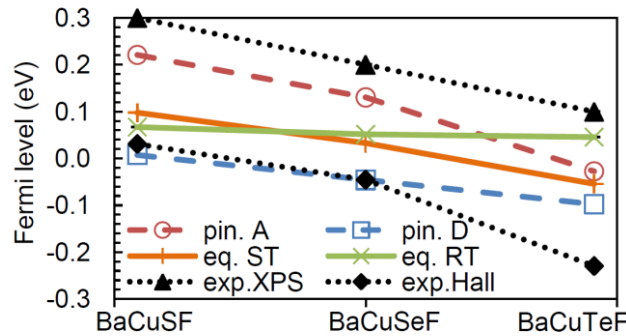 Fermi level (eV)
0.3
0.2
0.1
0.0
-0.1
-0.2
-0.3
pin. A
pin. D
eq. ST
eq. RT
exp.XPS
exp.Hall
BaCuSF
BaCuSeF
BaCuTeF